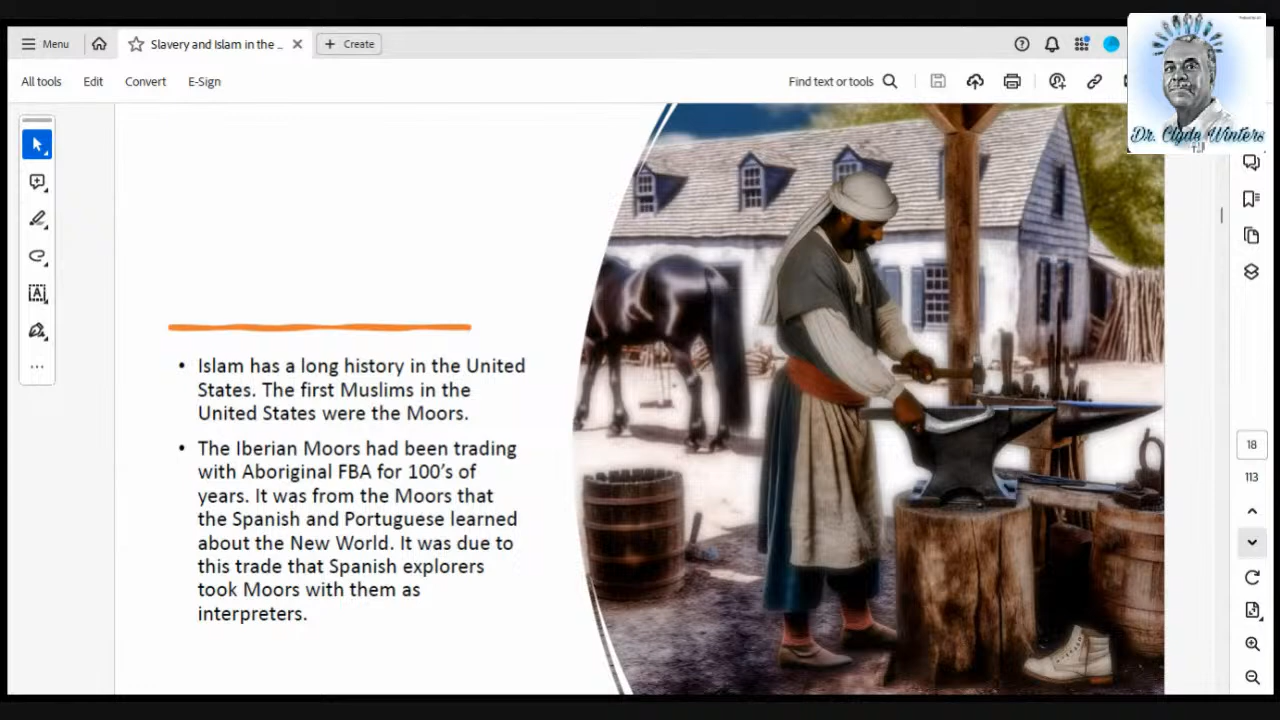 Menu
Slavery and Islam in the ..
Create
All tools
Edit
Convert
E-Sign
Find text or tools
Dr. Clyde Winters
• Islam has a long history in the United
States. The first Muslims in the
United States were the Moors.
• The Iberian Moors had been trading
with Aboriginal FBA for 100's of
years. It was from the Moors that
the Spanish and Portuguese learned
about the New World. It was due to
this trade that Spanish explorers
took Moors with them as
interpreters.
18
113